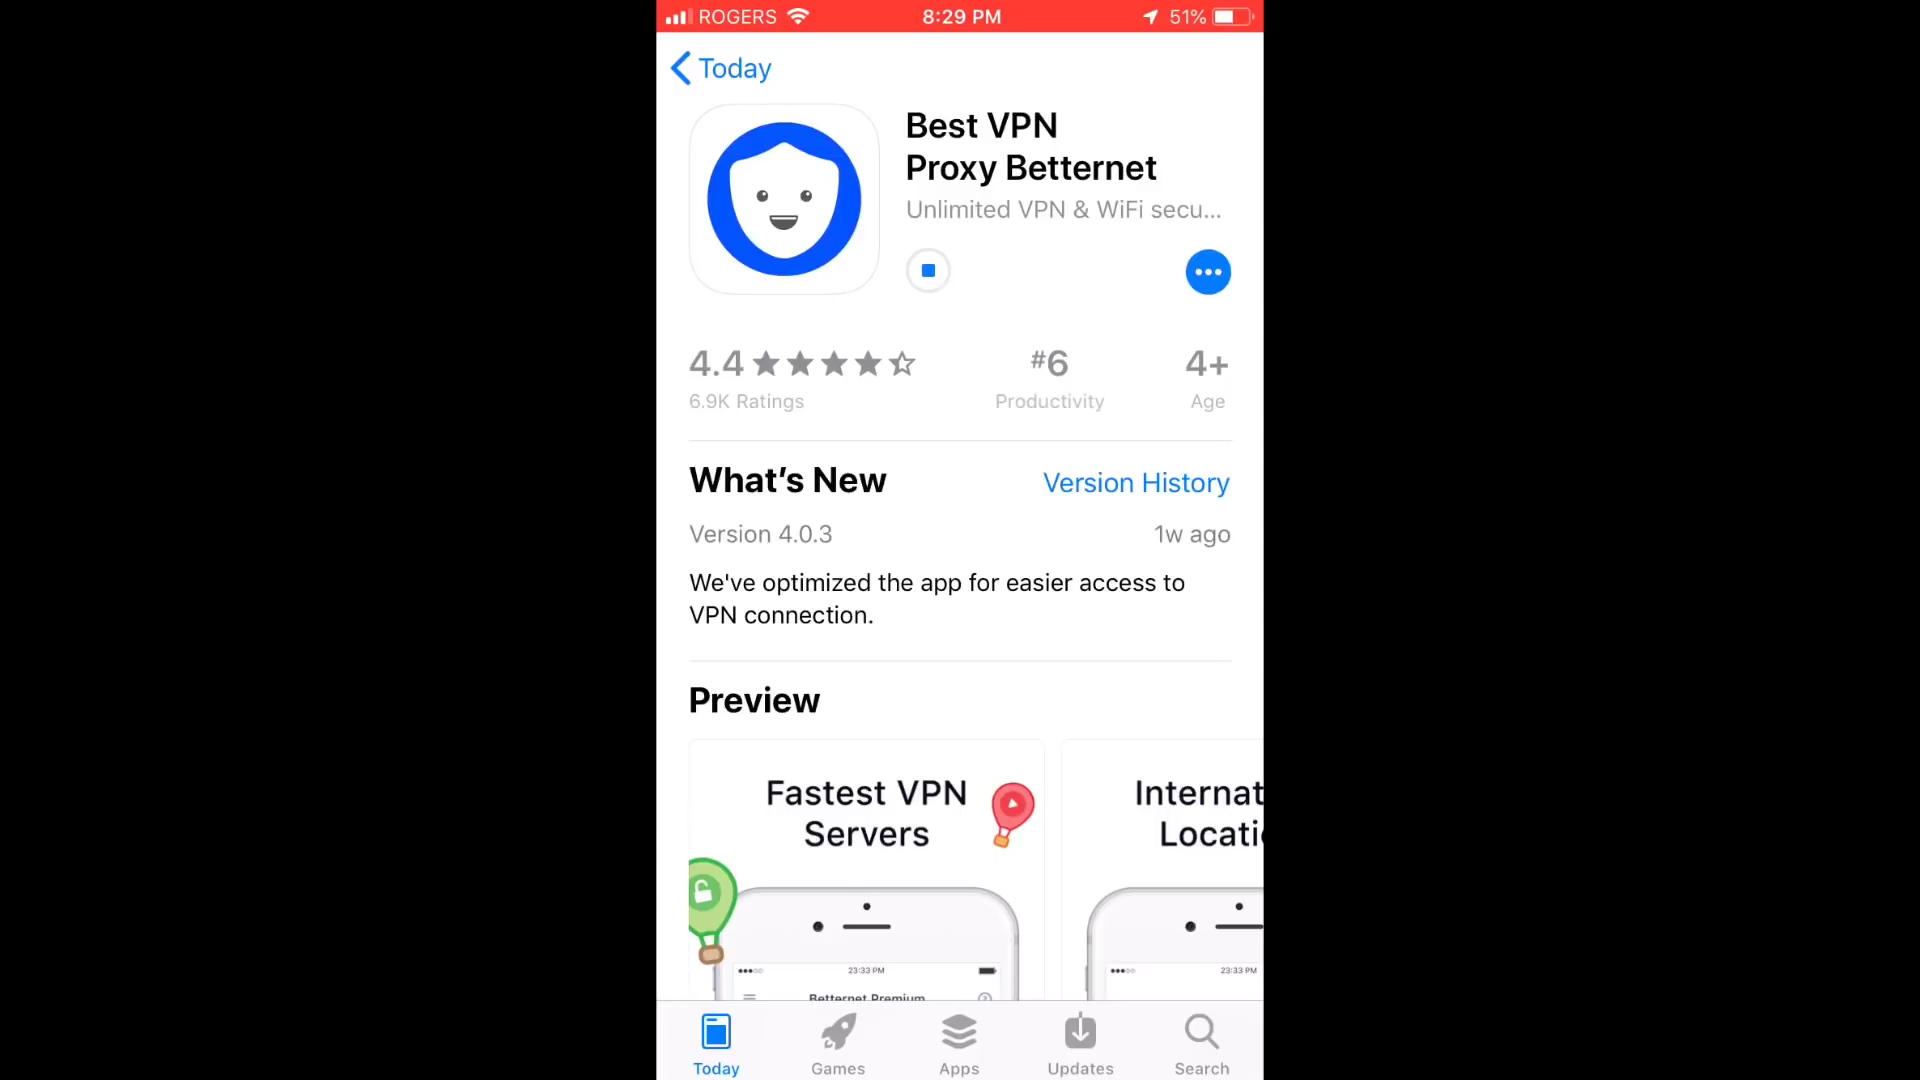 ROGERS 8:29 PM 51%
Today
Best VPN
Proxy Betternet
Unlimited VPN & WiFi secu...
4.4 #6 4+
6.9K Ratings Productivity Age
What's New Version History
Version 4.0.3 1w ago
We've optimized the app for easier access to
VPN connection.
Preview
Fastest VPN
Servers
Internat
Locati
23:33 PM 23:33 PM
Betternet Premium
Today Games Apps Updates Search